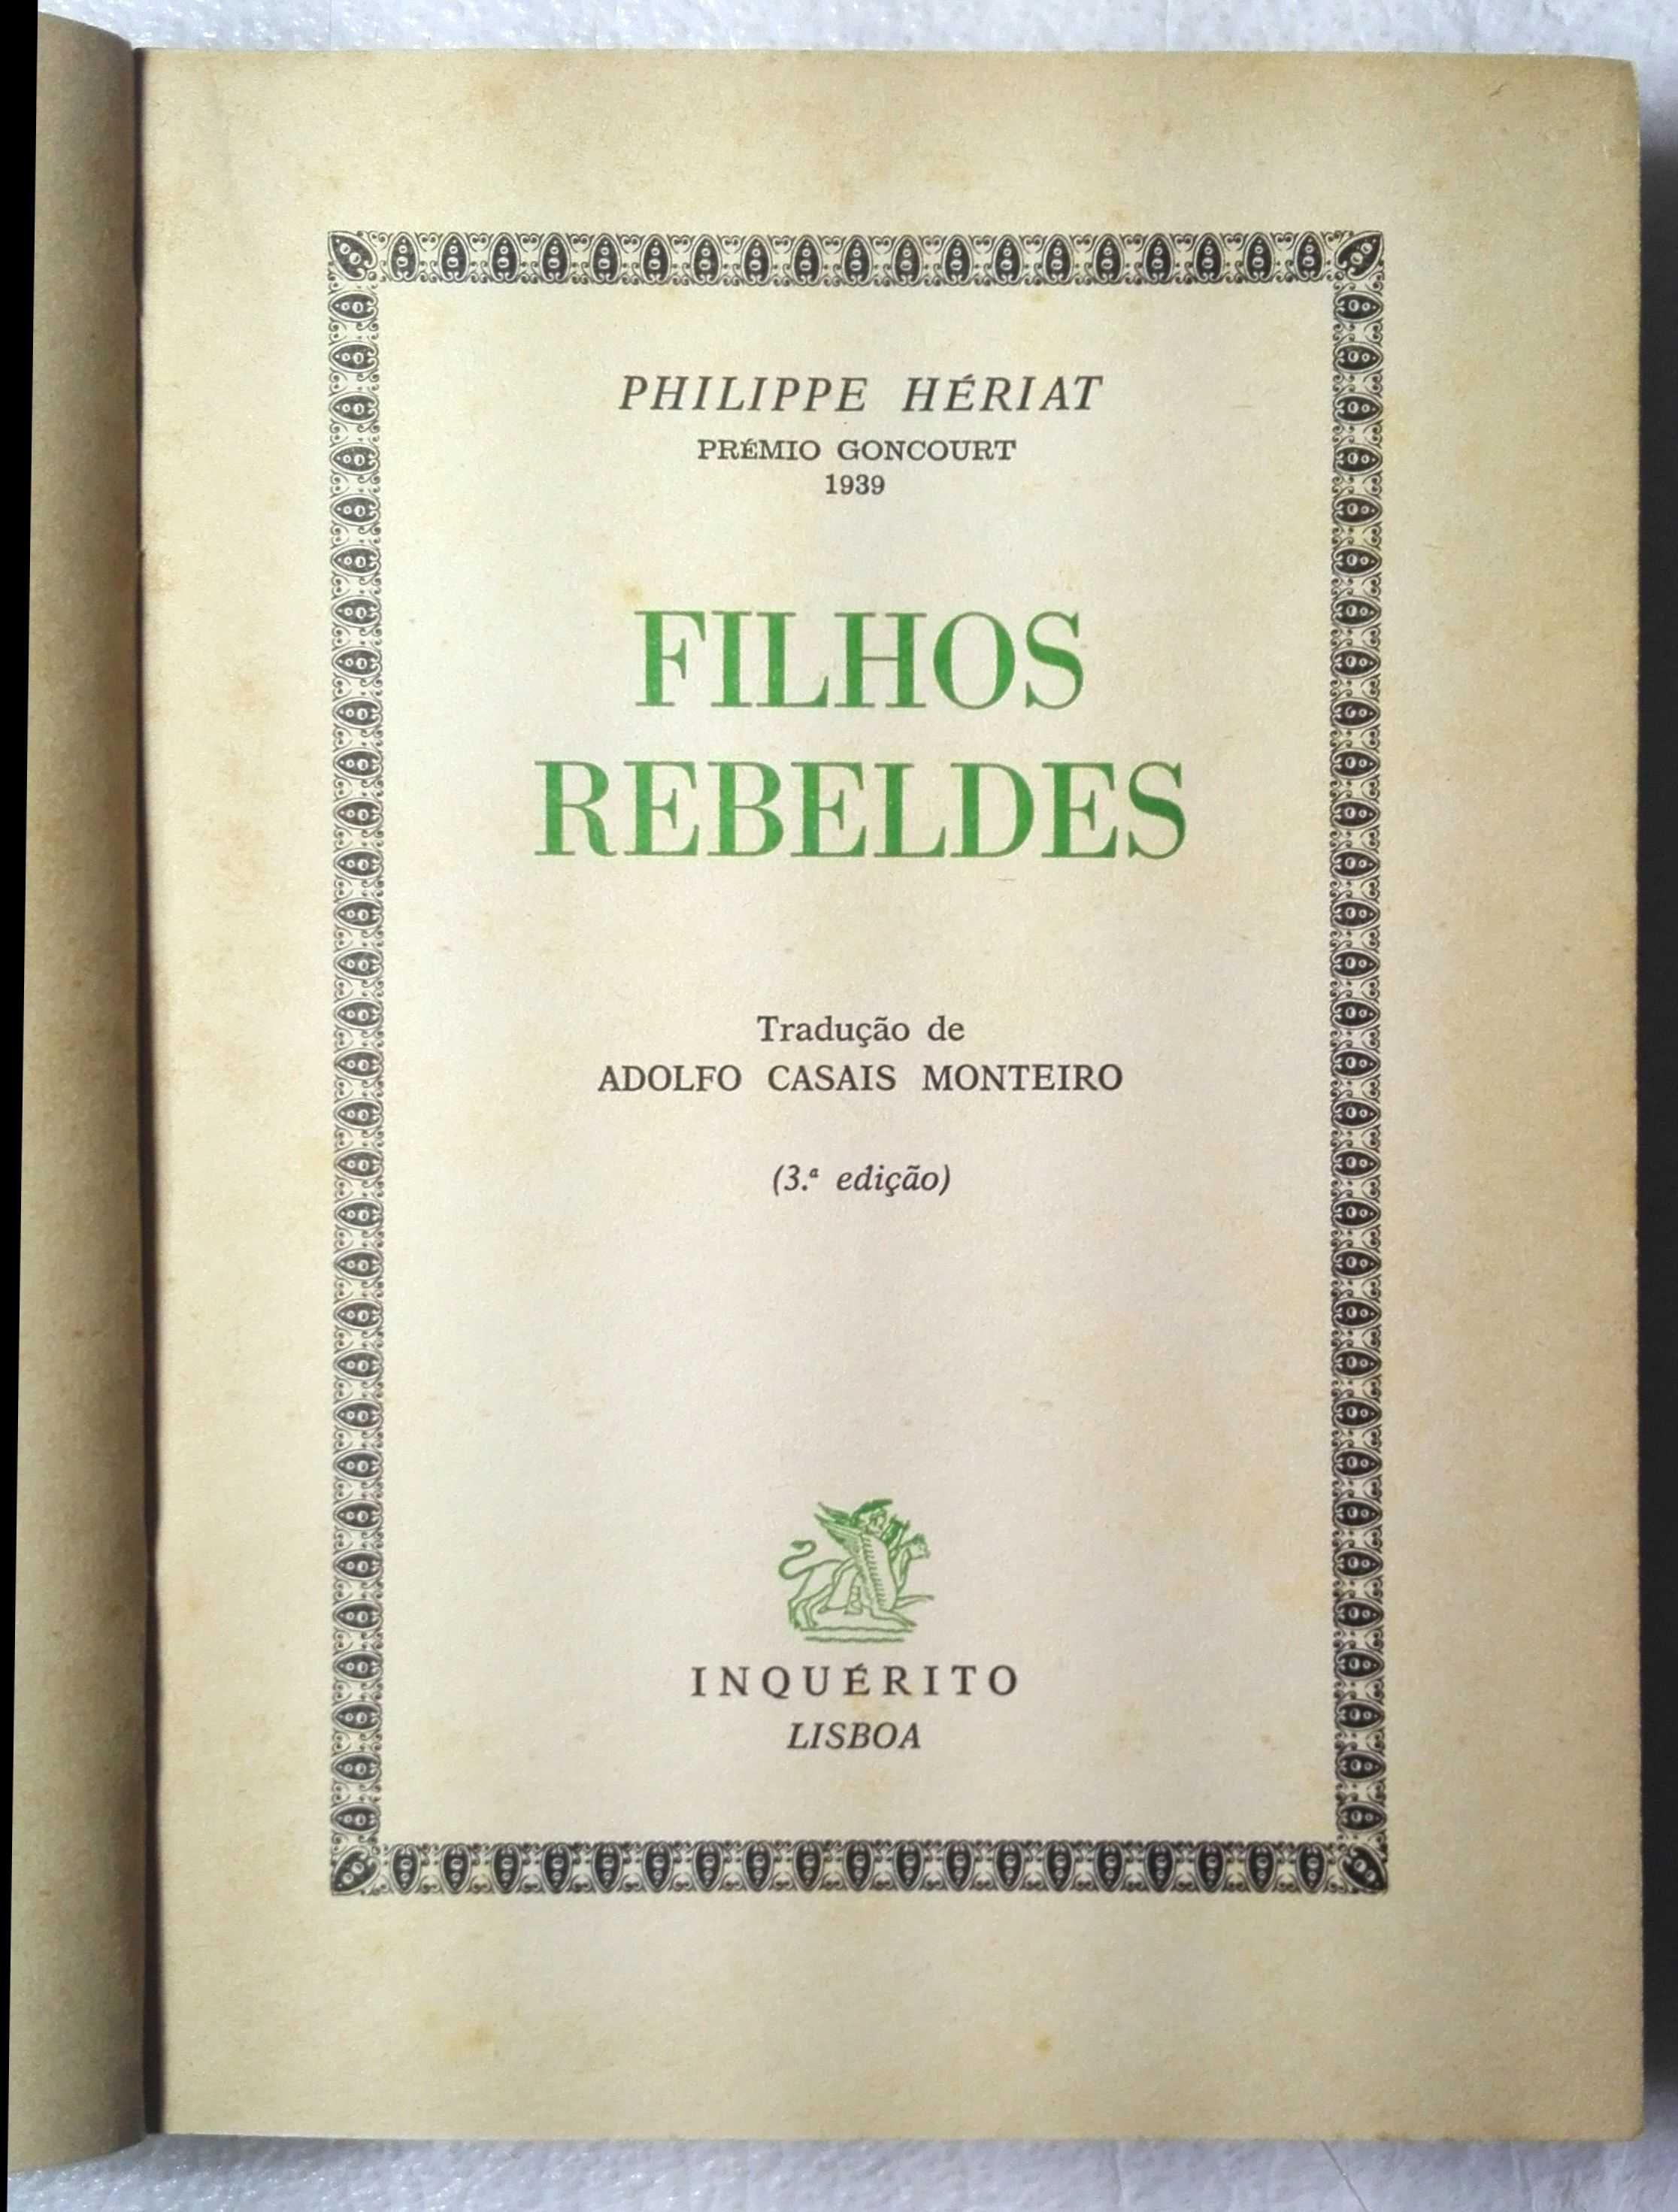 PHILIPPE HÉRIAT
PRÉMIO GONCOURT
1939
FILHOS
REBELDES
Tradução de
ADOLFO CASAIS MONTEIRO
(3.ª edição)
INQUÉRITO
LISBOA